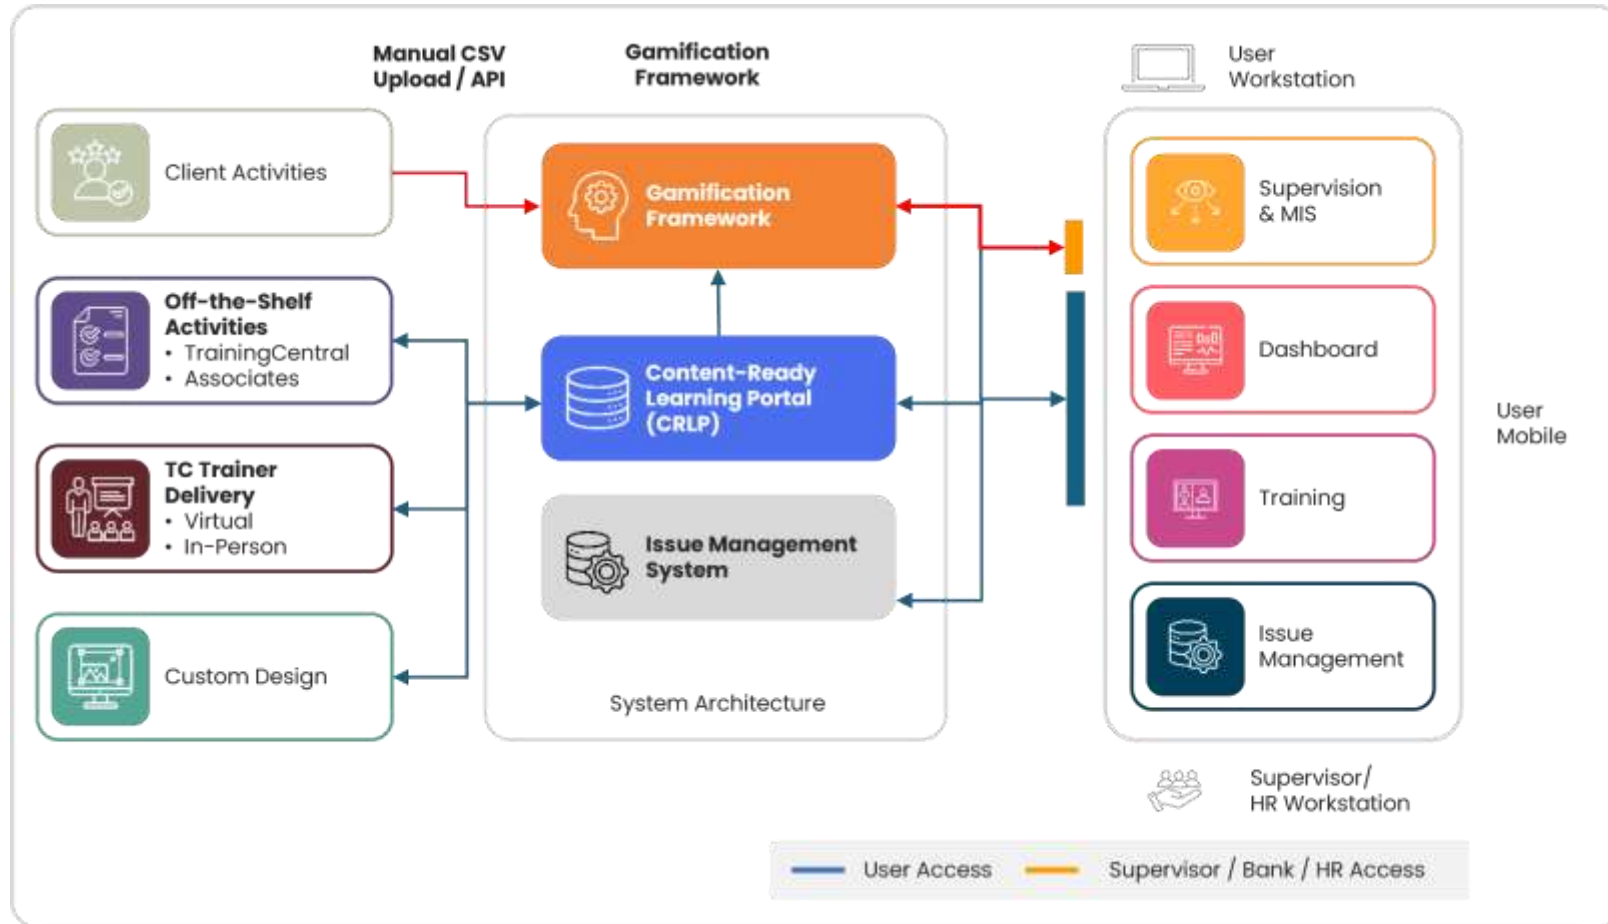 Manual CSV
Upload / API
Gamification
Framework
User
Workstation
Client Activities
Off-the-Shelf
Activities
• TrainingCentral
• Associates
TC Trainer
Delivery
• Virtual
• In-Person
Custom Design
Gamification
Framework
Content-Ready
Learning Portal
(CRLP)
Issue Management
System
System Architecture
Supervision
& MIS
Dashboard
Training
Issue
Management
User
Mobile
Supervisor/
HR Workstation
User Access
Supervisor / Bank / HR Access